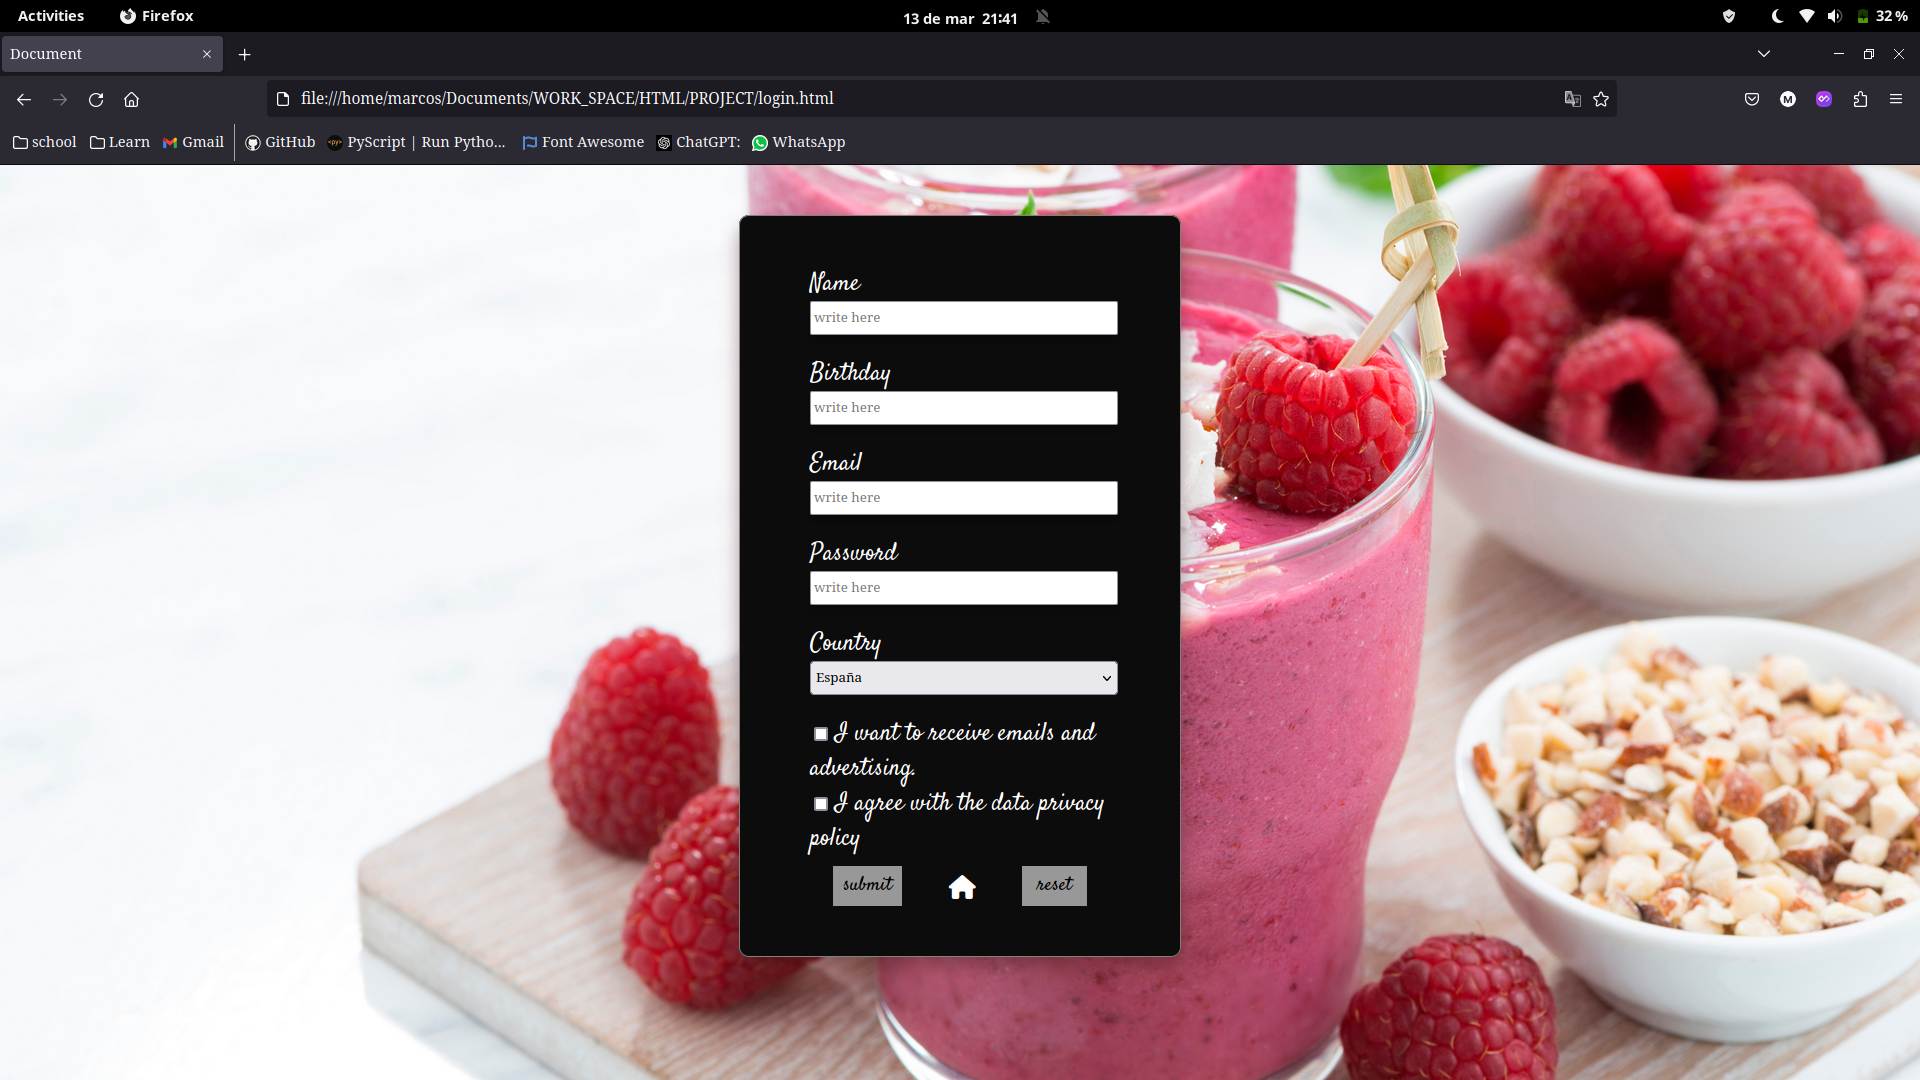 Activities Firefox 13 de mar 21:41 32 %
Document
file:///home/marcos/Documents/WORK_SPACE/HTML/PROJECT/login.html M
school Learn Gmail GitHub PyScript | Run Pytho... Font Awesome ChatGPT: WhatsApp
Name
write here
Birthday
write here
Email
write here
Password
write here
Country
España
I want to receive emails and
advertising.
I agree with the data privacy
policy
submit reset